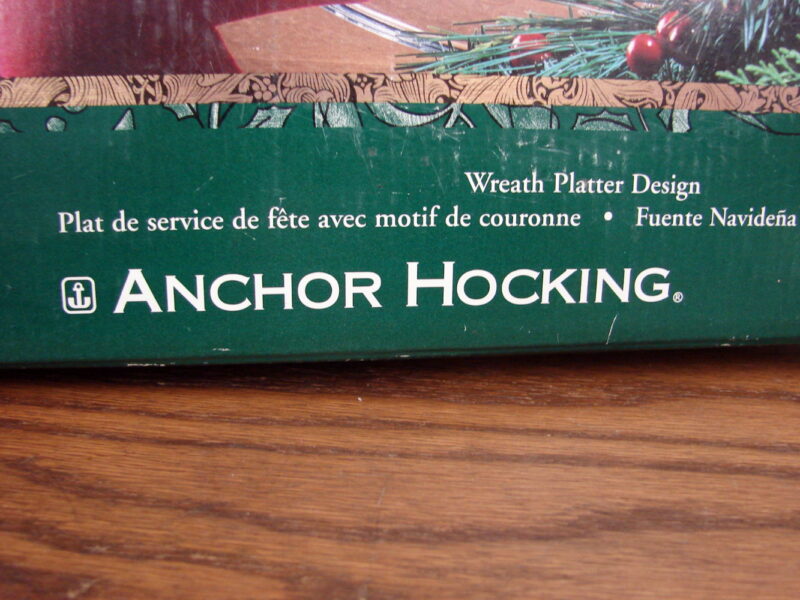 Wreath Platter Design
Plat de service de fête avec motif de couronne • Fuente Navideña
ANCHOR HOCKING®